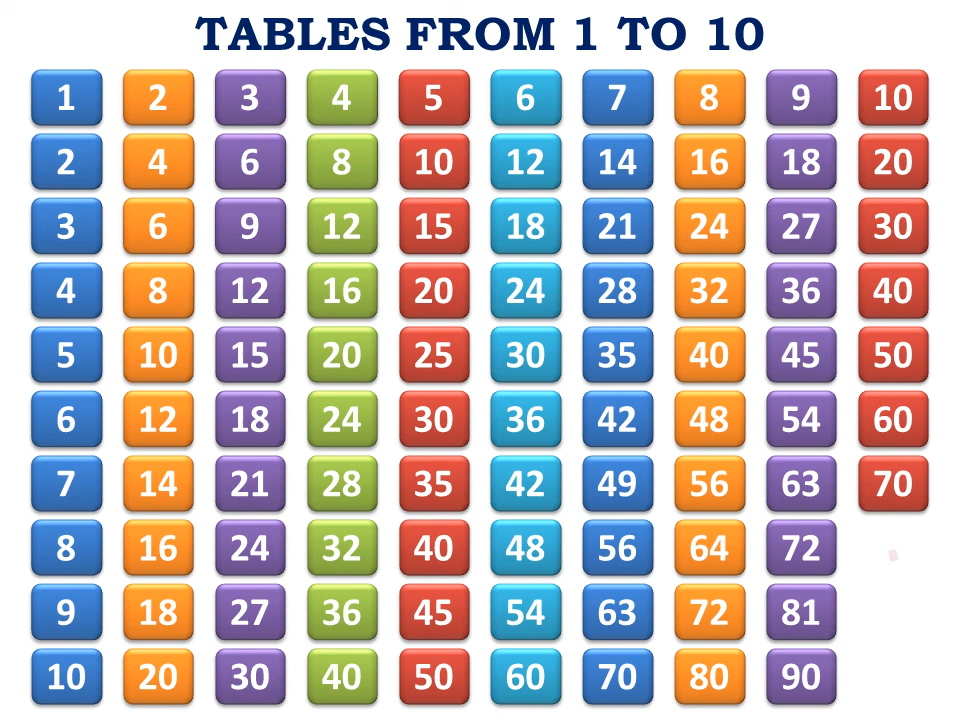 TABLES FROM 1 TO 10
1 2 3 4 5 6 7 8 9 10
2 4 6 8 10 12 14 16 18 20
3 6 9 12 15 18 21 24 27 30
4 8 12 16 20 24 28 32 36 40
5 10 15 20 25 30 35 40 45 50
6 12 18 24 30 36 42 48 54 60
7 14 21 28 35 42 49 56 63 70
8 16 24 32 40 48 56 64 72
9 18 27 36 45 54 63 72 81
10 20 30 40 50 60 70 80 90